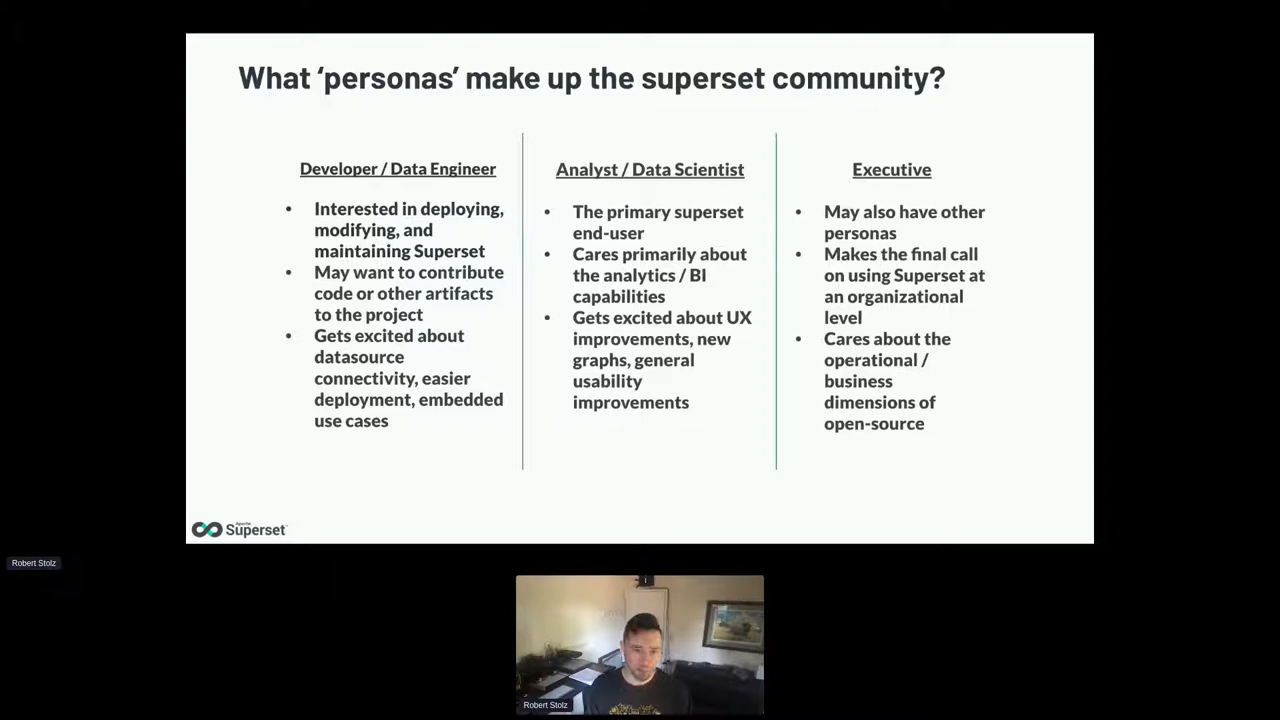 What ‘personas’ make up the superset community?
Developer / Data Engineer
• Interested in deploying,
modifying, and
maintaining Superset
• May want to contribute
code or other artifacts
to the project
• Gets excited about
datasource
connectivity, easier
deployment, embedded
use cases
Analyst / Data Scientist
• The primary superset
end-user
• Cares primarily about
the analytics / BI
capabilities
• Gets excited about UX
improvements, new
graphs, general
usability
improvements
Executive
• May also have other
personas
• Makes the final call
on using Superset at
an organizational
level
• Cares about the
operational /
business
dimensions of
open-source
Apache
Superset™
Robert Stolz
Robert Stolz